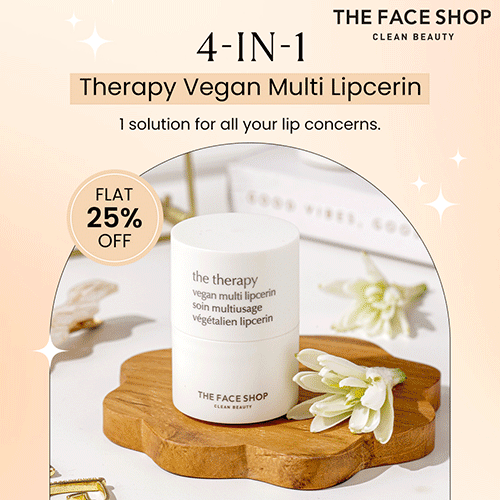 THE FACE SHOP
CLEAN BEAUTY
4-IN-1
Therapy Vegan Multi Lipcerin
1 solution for all your lip concerns.
FLAT
25%
OFF
GOOD VIBES, GOO
the therapy
vegan multi lipcerin
soin multiusage
végétalien lipcerin
THE FACE SHOP
CLEAN BEAUTY